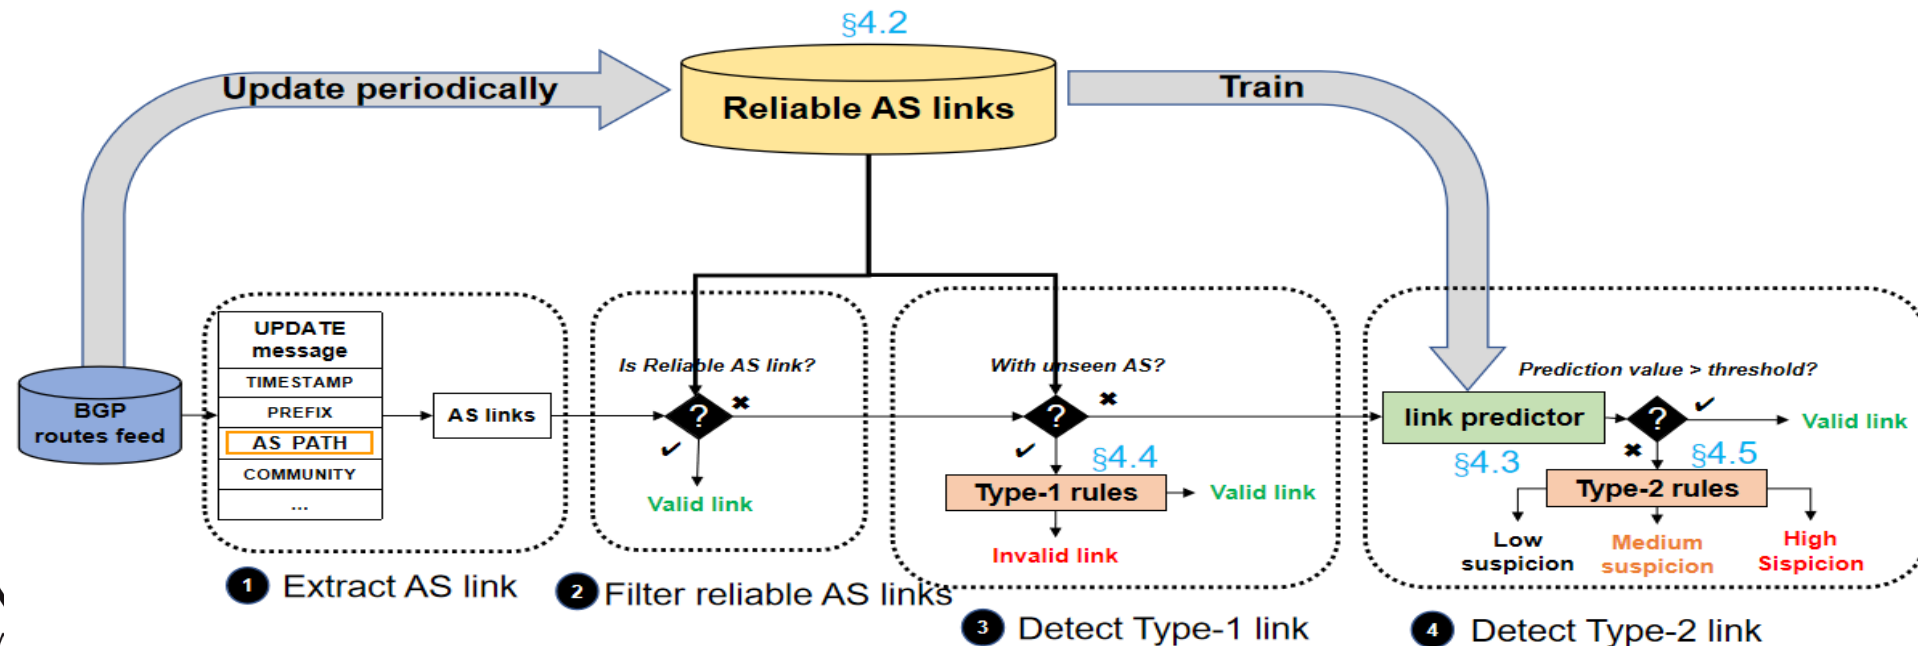 §4.2
Update periodically
Reliable AS links
Train
UPDATE
message
TIMESTAMP
PREFIX
AS PATH
COMMUNITY
...
BGP
routes feed
AS links
Is Reliable AS link?
?
Valid link
With unseen AS?
?
§4.4
Type-1 rules
Valid link
Invalid link
Prediction value > threshold?
link predictor
?
Valid link
§4.3
§4.5
Type-2 rules
Low
suspicion
Medium
suspicion
High
Sispicion
1 Extract AS link
2 Filter reliable AS links
3 Detect Type-1 link
4 Detect Type-2 link